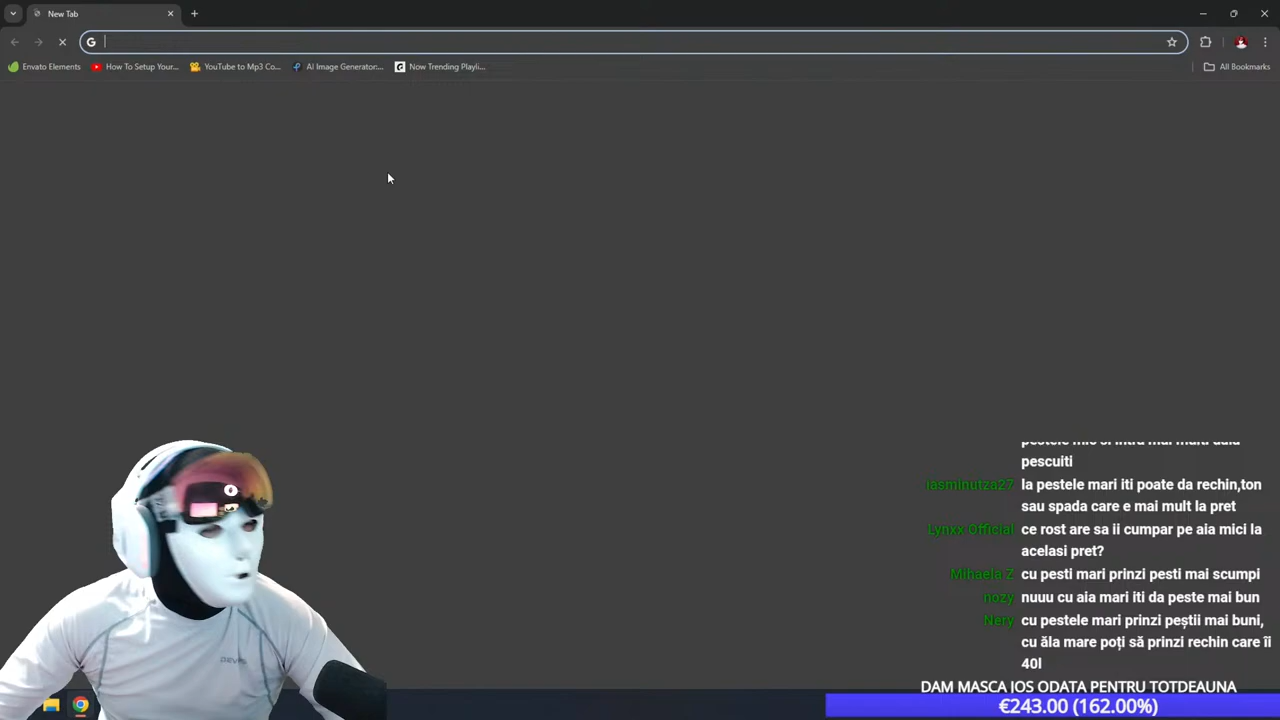 New Tab
Envato Elements
How To Setup Your...
YouTube to Mp3 Co...
AI Image Generator:...
Now Trending Playli...
All Bookmarks
pescuiti
iasminutza27 la pestele mari iti poate da rechin,ton
sau spada care e mai mult la pret
Lynxx Official ce rost are sa ii cumpar pe aia mici la
acelasi pret?
Mihaela Z cu pesti mari prinzi pesti mai scumpi
nozy nuuu cu aia mari iti da peste mai bun
Nery cu pestele mari prinzi peștii mai buni,
cu ăla mare poți să prinzi rechin care îi
40l
DAM MASCA JOS ODATA PENTRU TOTDEAUNA
€243.00 (162.00%)